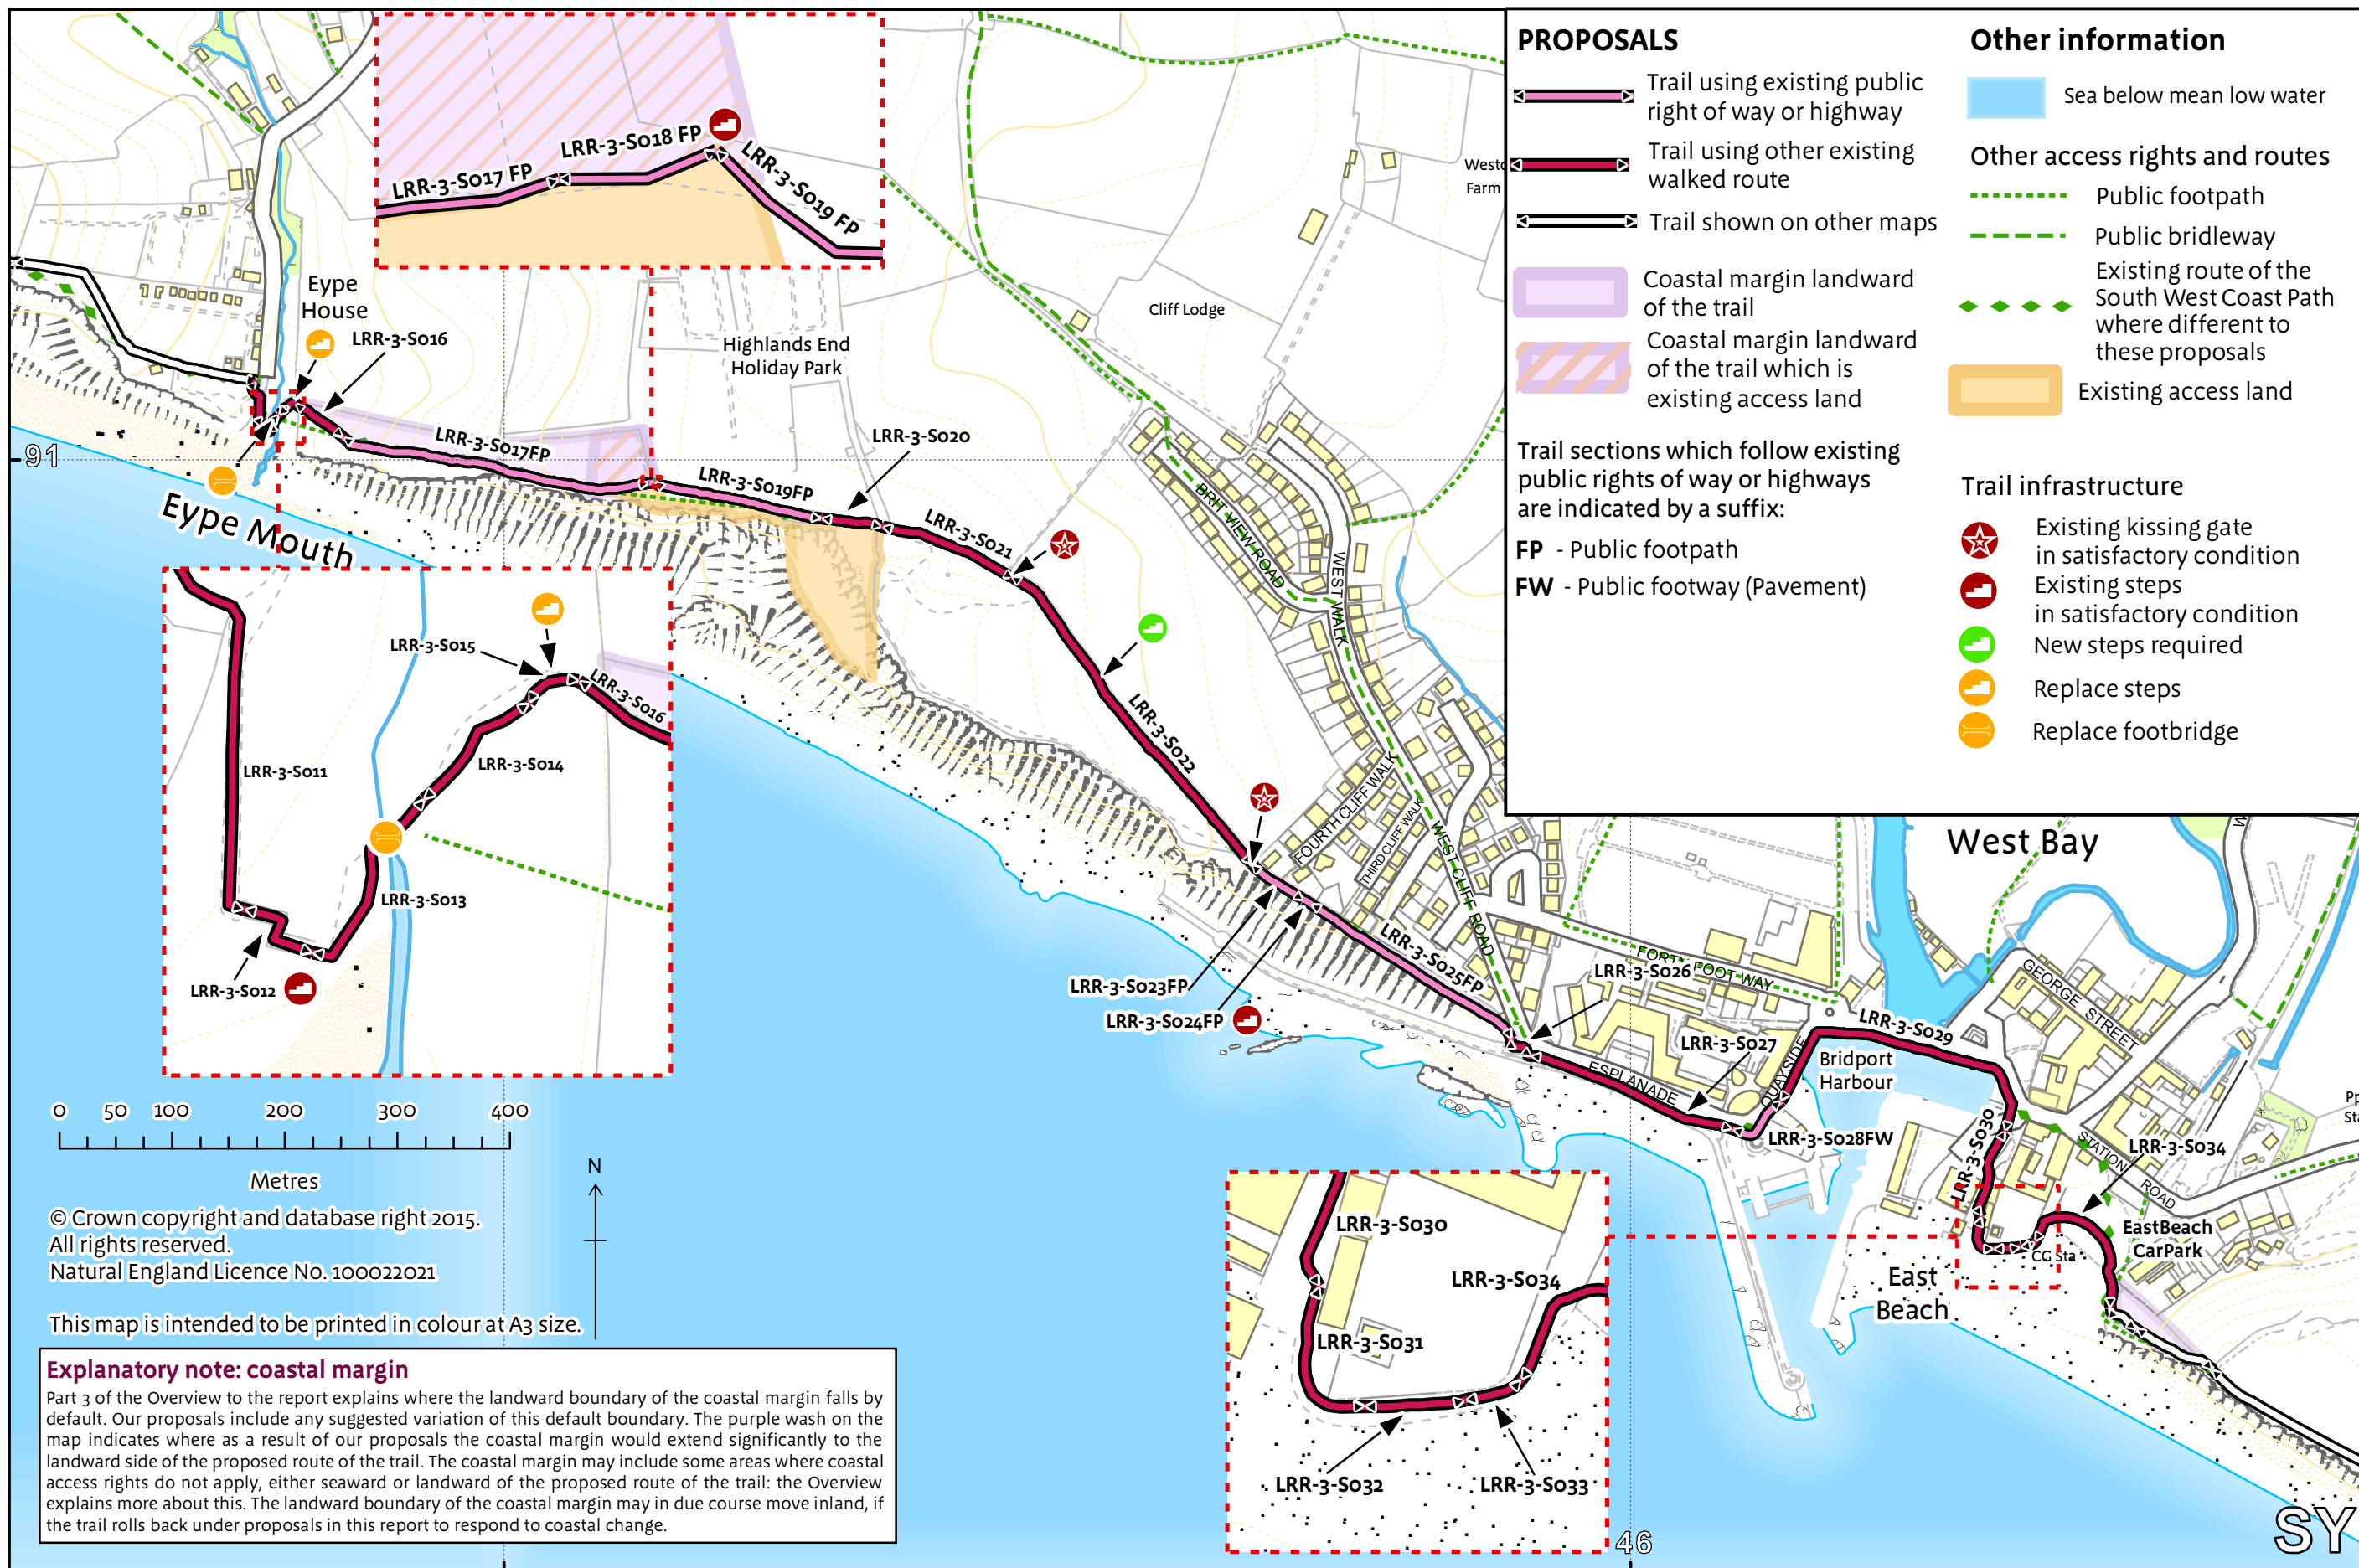 PROPOSALS
Trail using existing public
right of way or highway
Trail using other existing
walked route
Trail shown on other maps
Coastal margin landward
of the trail
Coastal margin landward
of the trail which is
existing access land
Trail sections which follow existing
public rights of way or highways
are indicated by a suffix:
FP - Public footpath
FW - Public footway (Pavement)
Other information
Sea below mean low water
Other access rights and routes
Public footpath
Public bridleway
Existing route of the
South West Coast Path
where different to
these proposals
Existing access land
Trail infrastructure
Existing kissing gate
in satisfactory condition
Existing steps
in satisfactory condition
New steps required
Replace steps
Replace footbridge
LRR-3-S017 FP
LRR-3-S018 FP
LRR-3-S019 FP
Farm
Cliff Lodge
Eype
House
LRR-3-S016
Highlands End
Holiday Park
91
LRR-3-S017FP
LRR-3-S019FP
LRR-3-S020
LRR-3-S021
Eype Mouth
BRIT VIEW ROAD
WEST WALK
LRR-3-S015
LRR-3-S016
LRR-3-S011
LRR-3-S014
LRR-3-S013
LRR-3-S012
LRR-3-S022
FOURTH CLIFF WALK
THIRD CLIFF WALK
WEST CLIFF ROAD
West Bay
LRR-3-S023FP
LRR-3-S024FP
LRR-3-S025FP
FORTY FOOT WAY
LRR-3-S026
GEORGE STREET
LRR-3-S027
LRR-3-S029
ESPLANADE
QUAYSIDE
Bridport
Harbour
LRR-3-S028FW
LRR-3-S030
STATION ROAD
LRR-3-S034
EastBeach
CarPark
CG Sta
East
Beach
LRR-3-S030
LRR-3-S034
LRR-3-S031
LRR-3-S032
LRR-3-S033
46
SY
0 50 100 200 300 400
Metres
N
© Crown copyright and database right 2015.
All rights reserved.
Natural England Licence No. 100022021
This map is intended to be printed in colour at A3 size.
Explanatory note: coastal margin
Part 3 of the Overview to the report explains where the landward boundary of the coastal margin falls by
default. Our proposals include any suggested variation of this default boundary. The purple wash on the
map indicates where as a result of our proposals the coastal margin would extend significantly to the
landward side of the proposed route of the trail. The coastal margin may include some areas where coastal
access rights do not apply, either seaward or landward of the proposed route of the trail: the Overview
explains more about this. The landward boundary of the coastal margin may in due course move inland, if
the trail rolls back under proposals in this report to respond to coastal change.